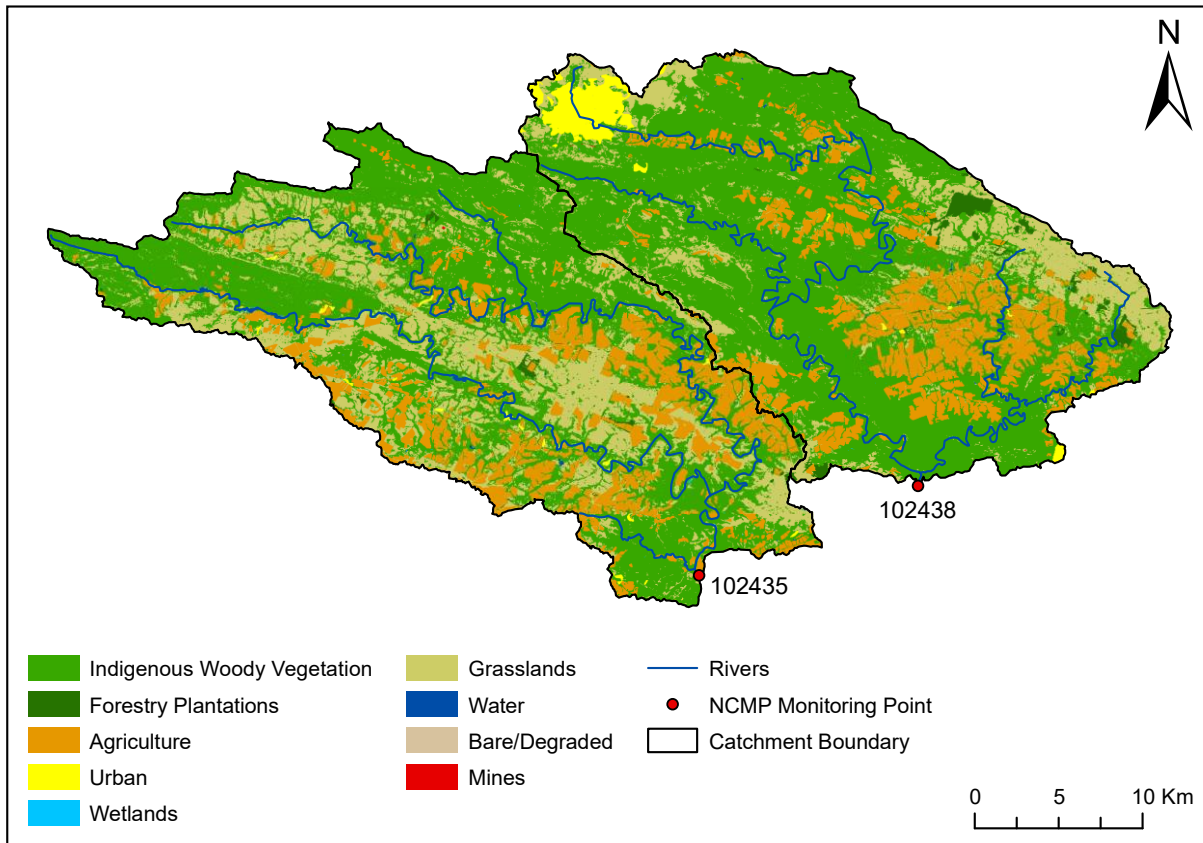 N
102438
102435
Indigenous Woody Vegetation
Forestry Plantations
Agriculture
Urban
Wetlands
Grasslands
Water
Bare/Degraded
Mines
Rivers
NCMP Monitoring Point
Catchment Boundary
0 5 10 Km